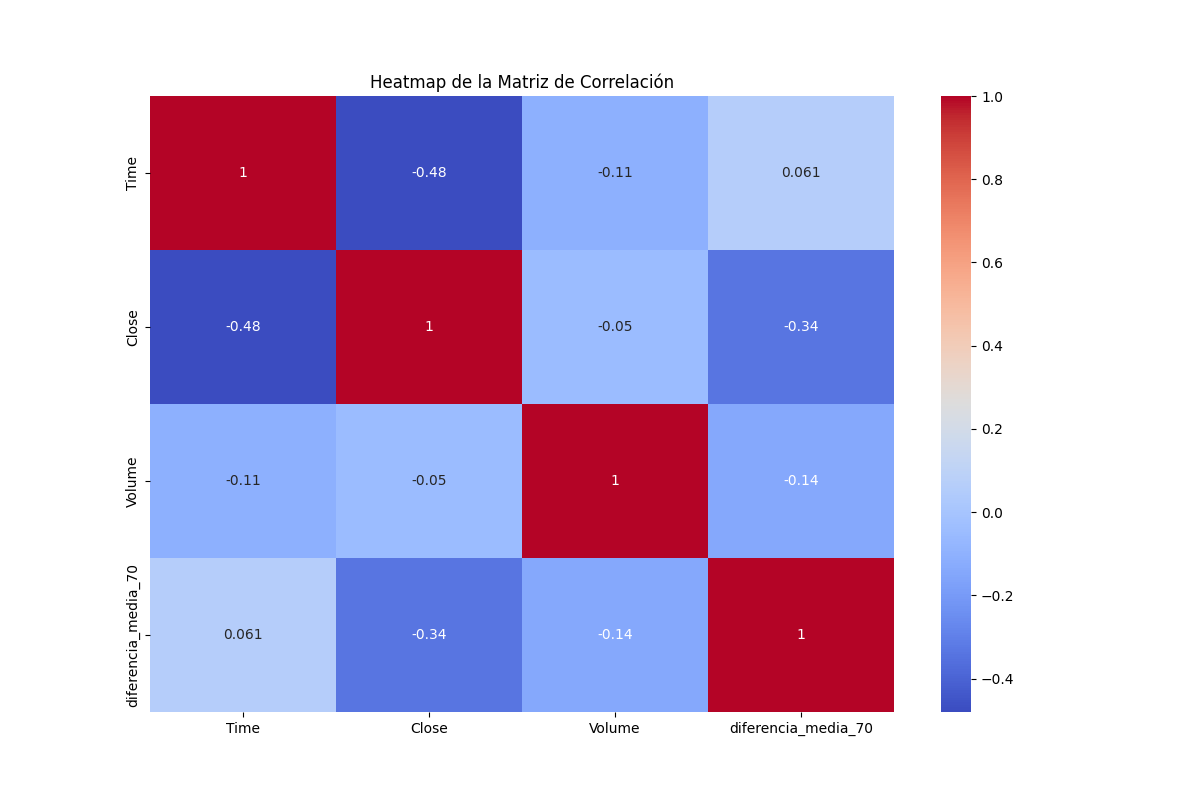 Heatmap de la Matriz de Correlación
Time
1
-0.48
-0.11
0.061
Close
-0.48
1
-0.05
-0.34
Volume
-0.11
-0.05
1
-0.14
diferencia_media_70
0.061
-0.34
-0.14
1
Time
Close
Volume
diferencia_media_70
1.0
0.8
0.6
0.4
0.2
0.0
−0.2
−0.4